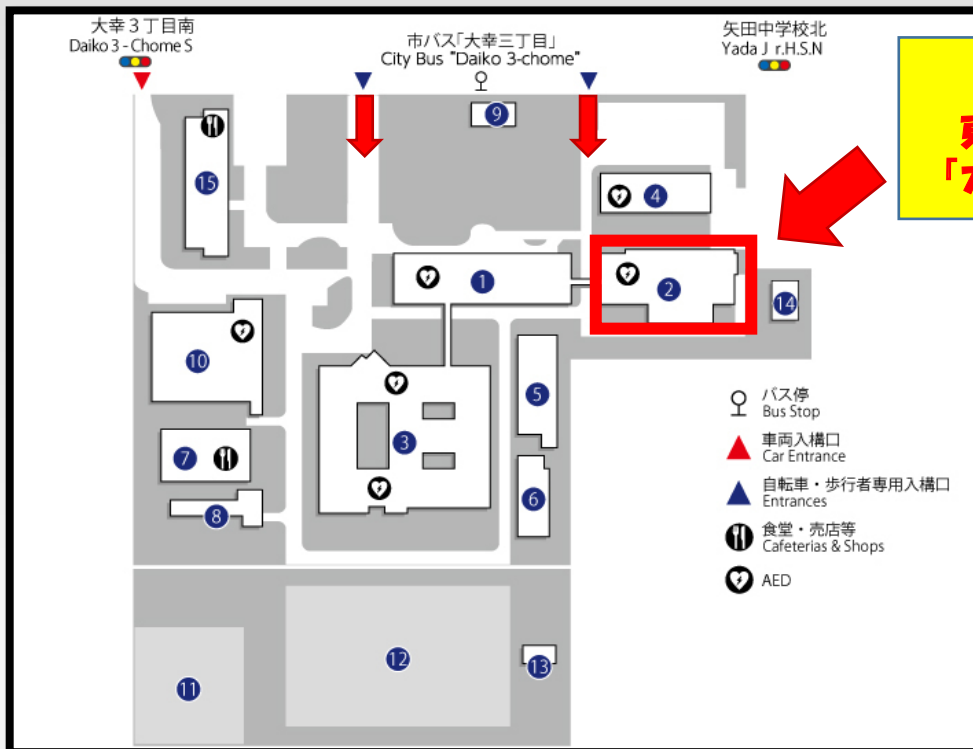 大幸3丁目南
Daiko 3 - Chome S
市バス「大幸三丁目」
City Bus "Daiko 3-chome"
矢田中学校北
Yada J r.H.S.N
9
15
4
1
2
14
10
5
3
7
6
8
12
13
11
バス停
Bus Stop
車両入構口
Car Entrance
自転車・歩行者専用入構口
Entrances
食堂・売店等
Cafeterias & Shops
AED